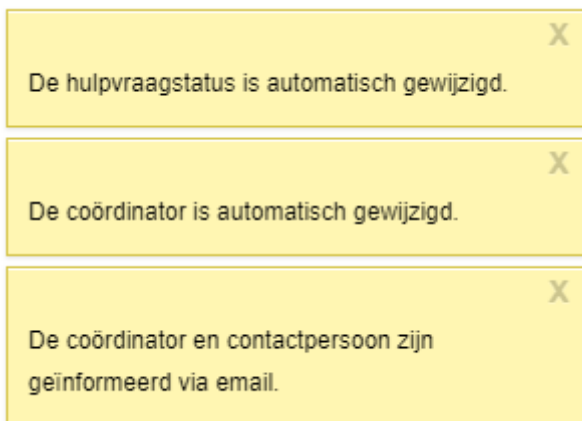 X
De hulpvraagstatus is automatisch gewijzigd.
X
De coördinator is automatisch gewijzigd.
X
De coördinator en contactpersoon zijn
geïnformeerd via email.